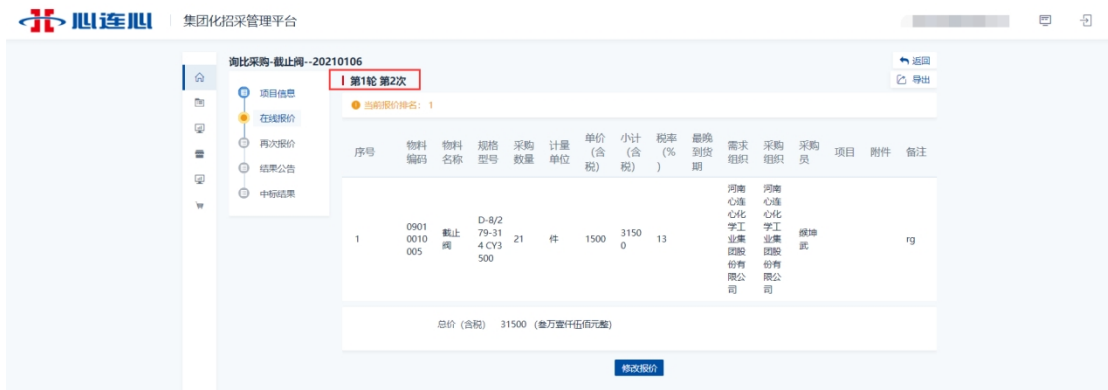 心连心 集团化招采管理平台
询比采购-截止阀--20210106
返回
第1轮 第2次
导出
项目信息
在线报价
再次报价
结果公告
中标结果
当前报价排名： 1
序号 物料编码 物料名称 规格型号 采购数量 计量单位 单价（含税） 小计（含税） 税率（%） 最晚到货期 需求组织 采购组织 采购员 项目 附件 备注
1 09010010005 截止阀 D-8/279-314 CY3500 21 件 1500 31500 13 河南心连心化学工业集团股份有限公司 河南心连心化学工业集团股份有限公司 缑坤武 rg
总价（含税） 31500 （叁万壹仟伍佰元整）
修改报价